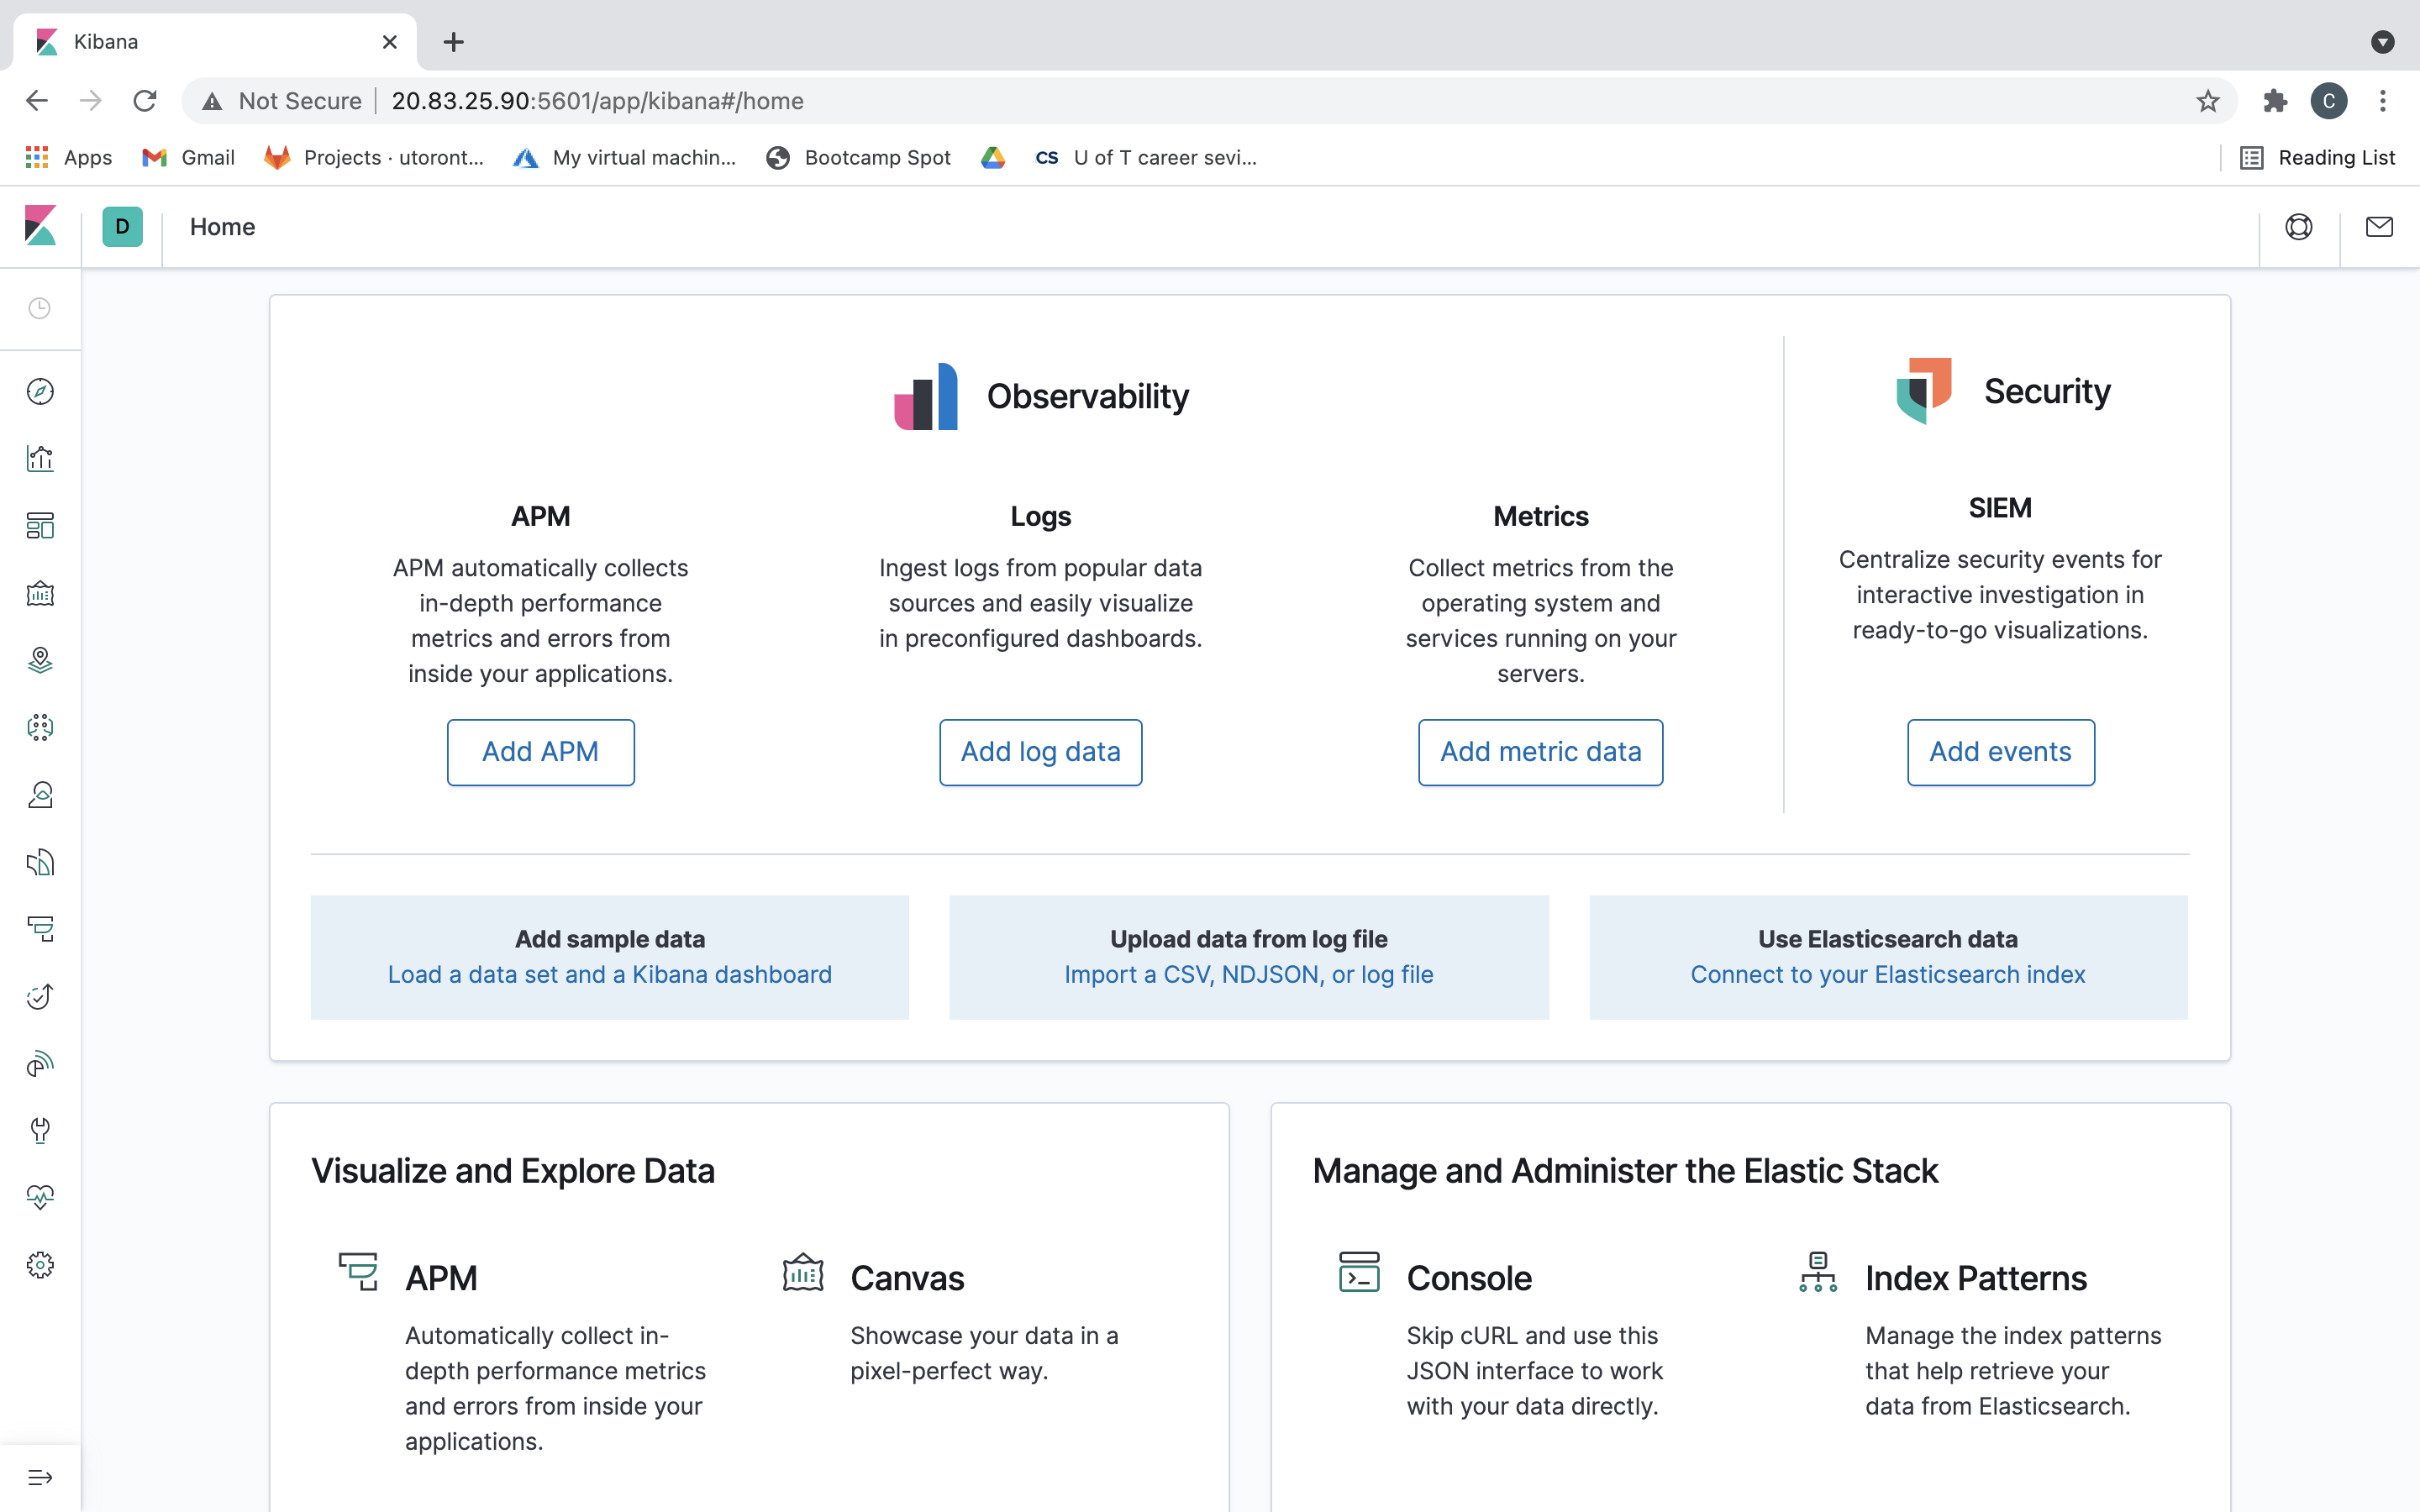 Kibana
Not Secure 20.83.25.90:5601/app/kibana#/home
C
Apps Gmail Projects · utoront... My virtual machin... Bootcamp Spot CS U of T career sevi... Reading List
D Home
Observability
Security
APM
APM automatically collects
in-depth performance
metrics and errors from
inside your applications.
Add APM
Logs
Ingest logs from popular data
sources and easily visualize
in preconfigured dashboards.
Add log data
Metrics
Collect metrics from the
operating system and
services running on your
servers.
Add metric data
SIEM
Centralize security events for
interactive investigation in
ready-to-go visualizations.
Add events
Add sample data
Load a data set and a Kibana dashboard
Upload data from log file
Import a CSV, NDJSON, or log file
Use Elasticsearch data
Connect to your Elasticsearch index
Visualize and Explore Data
APM
Automatically collect in-
depth performance metrics
and errors from inside your
applications.
Canvas
Showcase your data in a
pixel-perfect way.
Manage and Administer the Elastic Stack
Console
Skip cURL and use this
JSON interface to work
with your data directly.
Index Patterns
Manage the index patterns
that help retrieve your
data from Elasticsearch.